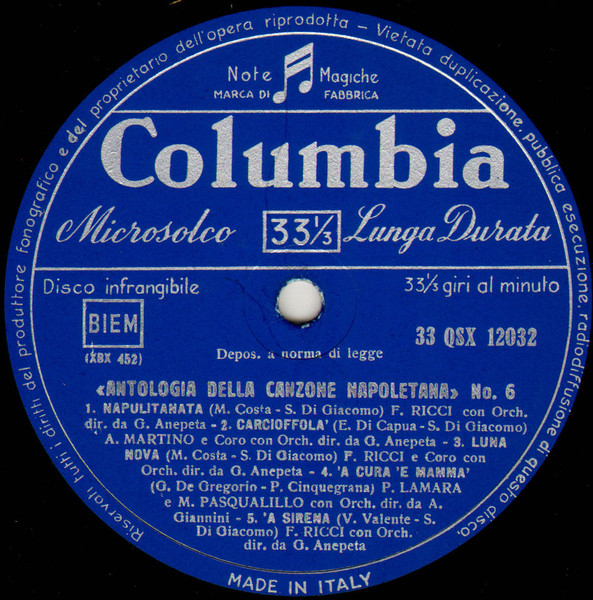 Riservati tutti i diritti del produttore fonografico e del proprietario dell'opera riprodotta - Vietata duplicazione, pubblica esecuzione, radiodiffusione di questo disco.
Note Magiche
MARCA DI FABBRICA
Columbia
Microsolco 33⅓ Lunga Durata
Disco infrangibile 33⅓ giri al minuto
BIEM
33 QSX 12032
(XBX 452)
Depos. a norma di legge
«ANTOLOGIA DELLA CANZONE NAPOLETANA» No. 6
1. NAPULITANATA (M. Costa - S. Di Giacomo) F. RICCI con Orch.
dir. da G. Anepeta - 2. CARCIOFFOLA' (E. Di Capua - S. Di Giacomo)
A. MARTINO e Coro con Orch. dir. da G. Anepeta - 3. LUNA
NOVA (M. Costa - S. Di Giacomo) F. RICCI e Coro con
Orch. dir. da G. Anepeta - 4. 'A CURA 'E MAMMA'
(G. De Gregorio - P. Cinquegrana) P. LAMARA
e M. PASQUALILLO con Orch. dir. da A.
Giannini - 5. 'A SIRENA (V. Valente - S.
Di Giacomo) F. RICCI con Orch.
dir. da G. Anepeta
MADE IN ITALY